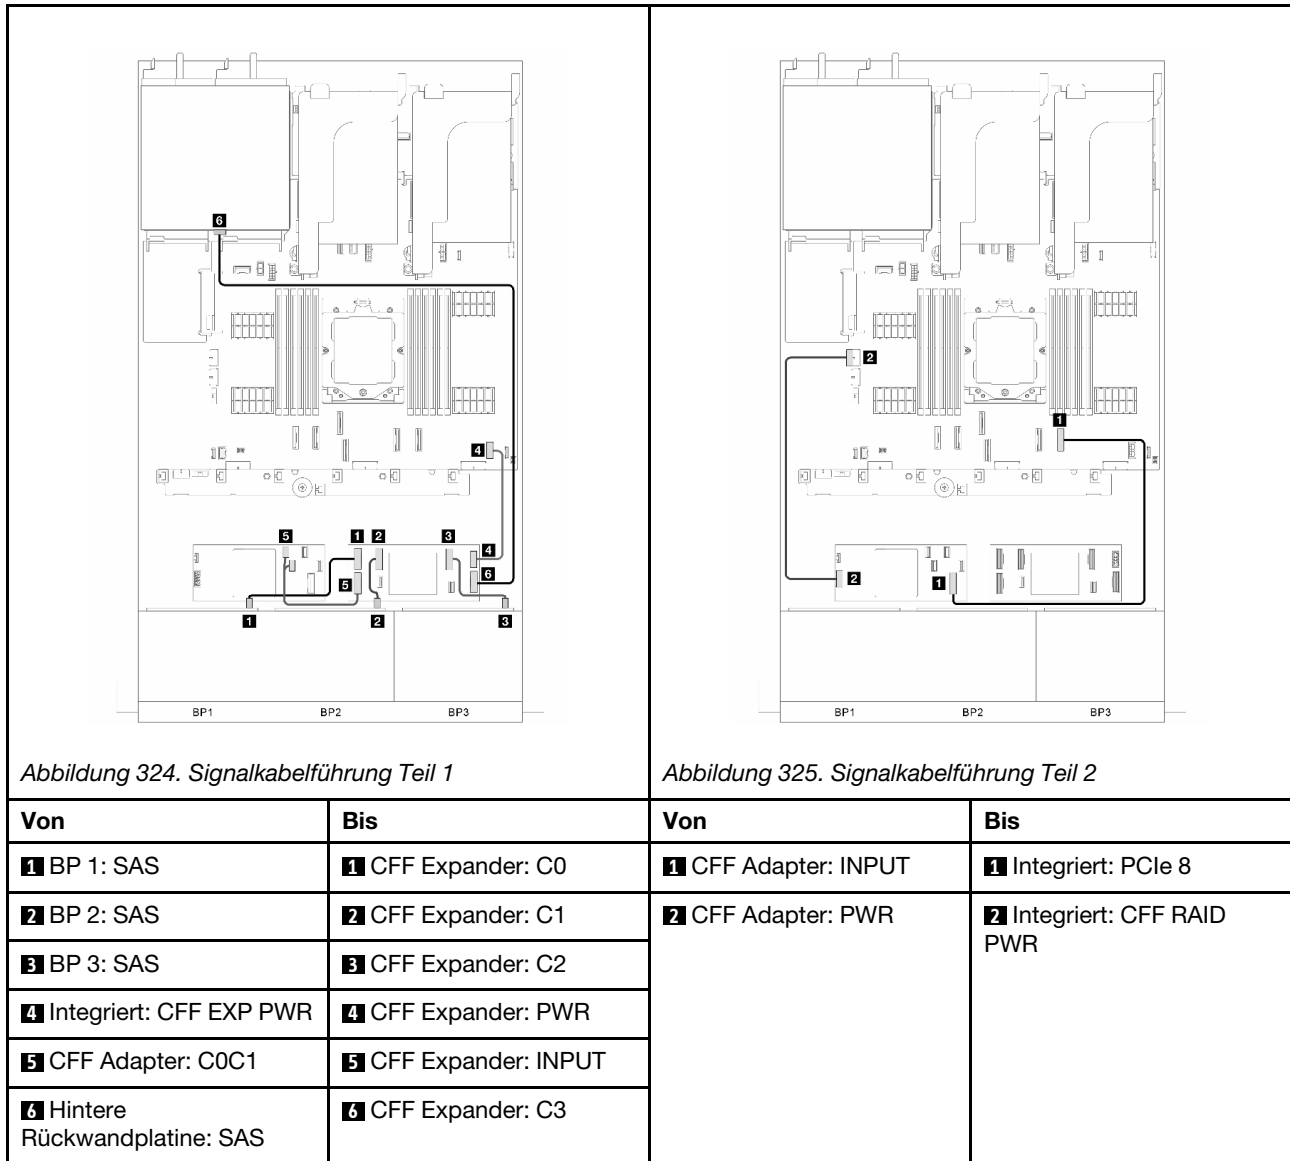 6
4
5 1 2 3
4
6
5
1 2 3
BP1 BP2 BP3
Abbildung 324. Signalkabelführung Teil 1
2
1
2
1
BP1 BP2 BP3
Abbildung 325. Signalkabelführung Teil 2
Von Bis Von Bis
1 BP 1: SAS
1 CFF Expander: C0
1 CFF Adapter: INPUT
1 Integriert: PCIe 8
2 BP 2: SAS
2 CFF Expander: C1
2 CFF Adapter: PWR
2 Integriert: CFF RAID
PWR
3 BP 3: SAS
3 CFF Expander: C2
4 Integriert: CFF EXP PWR
4 CFF Expander: PWR
5 CFF Adapter: C0C1
5 CFF Expander: INPUT
6 Hintere
Rückwandplatine: SAS
6 CFF Expander: C3